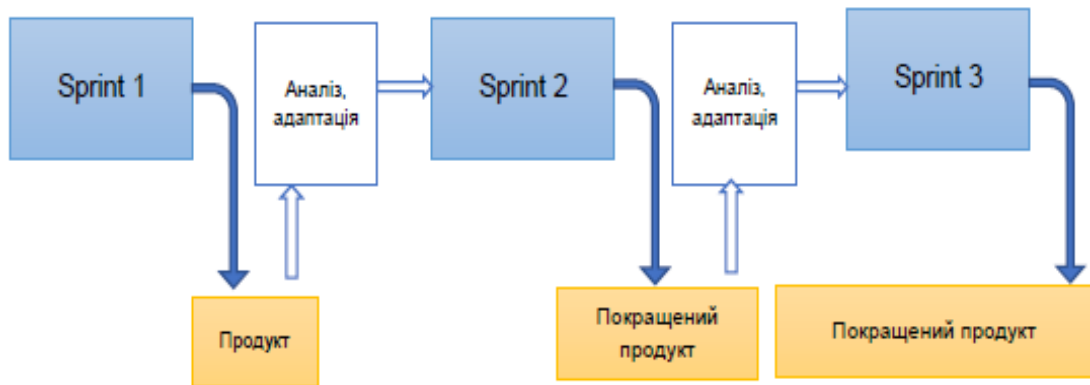 Sprint 1
Аналіз,
адаптація
Sprint 2
Аналіз,
адаптація
Sprint 3
Продукт
Покращений
продукт
Покращений продукт